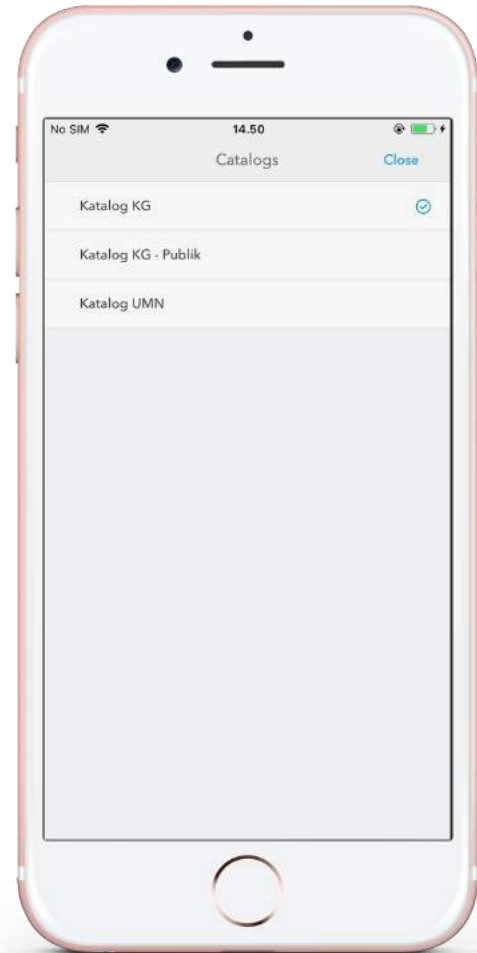 No SIM 14.50
Catalogs Close
Katalog KG
Katalog KG - Publik
Katalog UMN